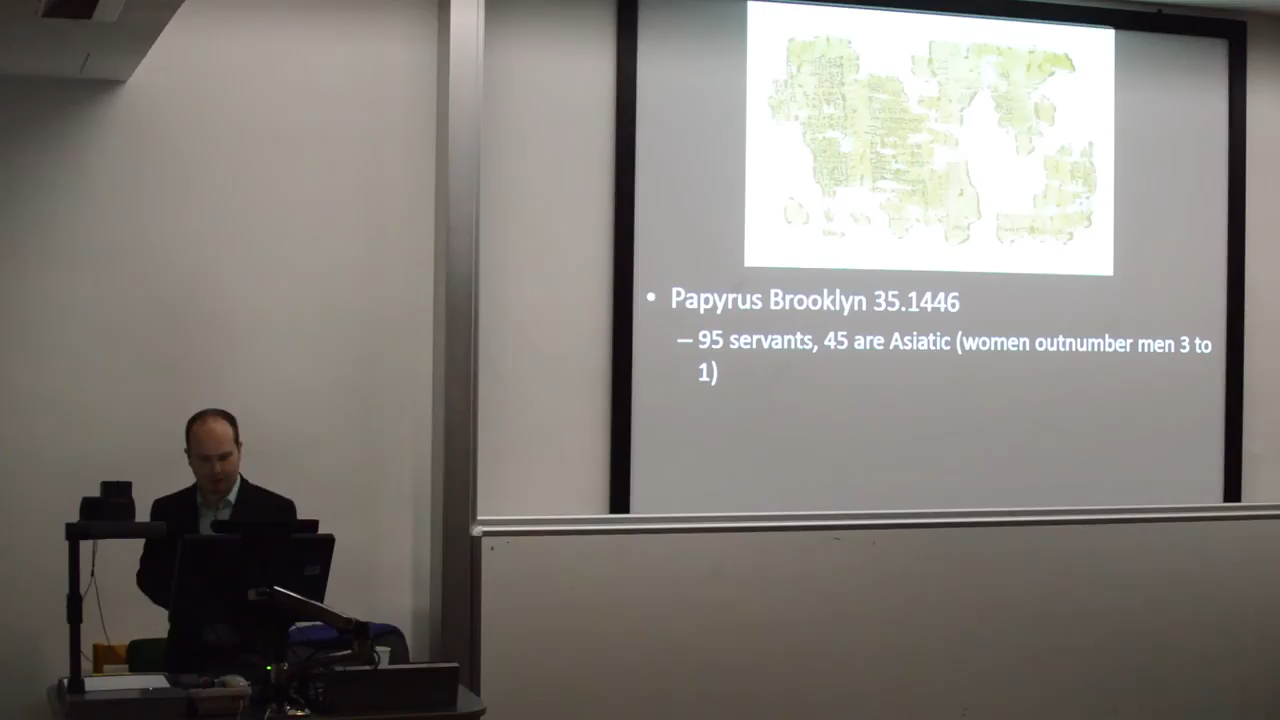 • Papyrus Brooklyn 35.1446
– 95 servants, 45 are Asiatic (women outnumber men 3 to
1)